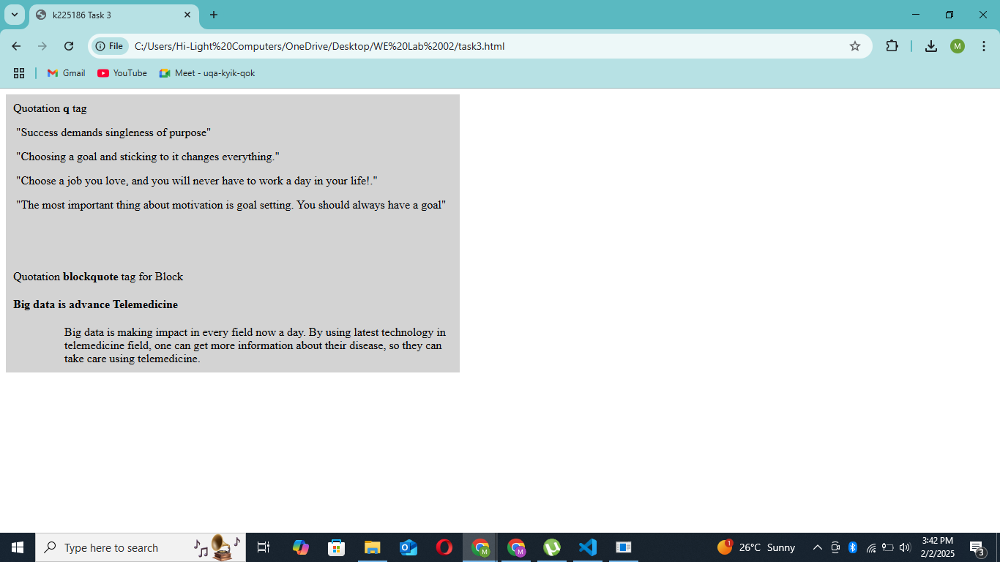 k225186 Task 3
File
C:/Users/Hi-Light%20Computers/OneDrive/Desktop/WE%20Lab%2002/task3.html
M
Gmail
YouTube
Meet - uqa-kyik-qok
Quotation q tag
"Success demands singleness of purpose"
"Choosing a goal and sticking to it changes everything."
"Choose a job you love, and you will never have to work a day in your life!."
"The most important thing about motivation is goal setting. You should always have a goal"
Quotation blockquote tag for Block
Big data is advance Telemedicine
Big data is making impact in every field now a day. By using latest technology in
telemedicine field, one can get more information about their disease, so they can
take care using telemedicine.
Type here to search
M
M
1
26°C Sunny
3:42 PM
2/2/2025
3